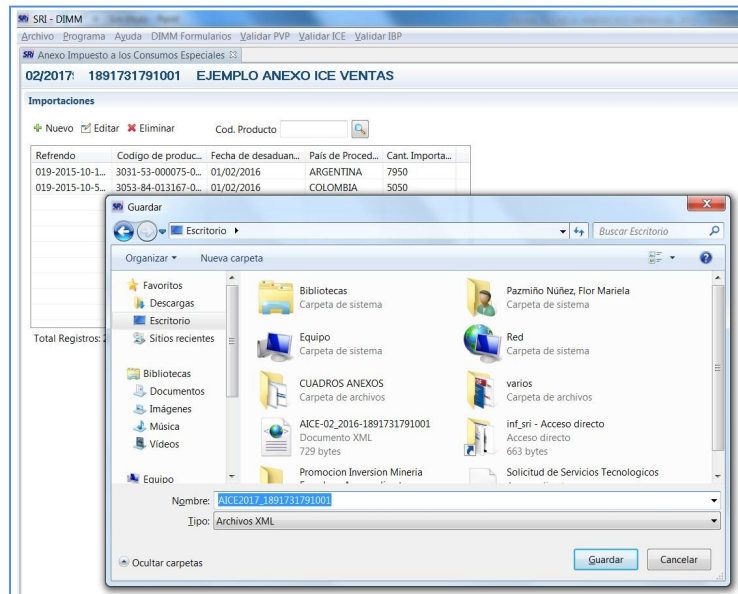 SRI - DIMM
Archivo Programa Ayuda DIMM Formularios Validar PVP Validar ICE Validar IBP
SRi Anexo Impuesto a los Consumos Especiales
02/2017: 1891731791001 EJEMPLO ANEXO ICE VENTAS
Importaciones
Nuevo Editar Eliminar Cod. Producto
Refrendo Codigo de produc... Fecha de desaduan... País de Proced... Cant. Importa...
019-2015-10-1... 3031-53-000075-0... 01/02/2016 ARGENTINA 7950
019-2015-10-5... 3053-84-013167-0... 01/02/2016 COLOMBIA 5050
Total Registros: 2
Guardar
Escritorio
Buscar Escritorio
Organizar Nueva carpeta
Favoritos
Descargas
Escritorio
Sitios recientes
Bibliotecas
Documentos
Imágenes
Música
Vídeos
Equipo
Bibliotecas
Carpeta de sistema
Pazmiño Núñez, Flor Mariela
Carpeta de sistema
Equipo
Carpeta de sistema
Red
Carpeta de sistema
CUADROS ANEXOS
Carpeta de archivos
varios
Carpeta de archivos
AICE-02_2016-1891731791001
Documento XML
729 bytes
inf_sri - Acceso directo
Acceso directo
663 bytes
Promocion Inversion Mineria
Solicitud de Servicios Tecnologicos
Nombre: AICE2017_1891731791001
Tipo: Archivos XML
Ocultar carpetas
Guardar
Cancelar